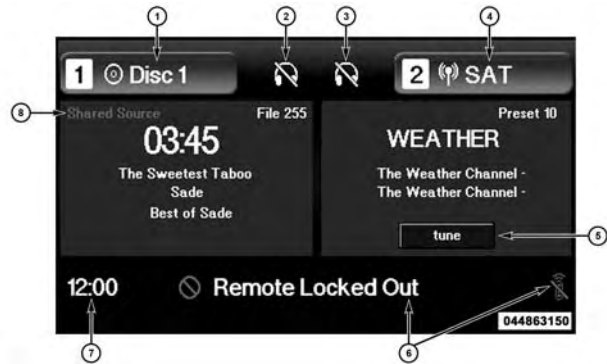 1 2 3 4
1 Disc 1 2 SAT
8 Shared Source File 255 Preset 10
03:45 WEATHER
The Sweetest Taboo The Weather Channel -
Sade The Weather Channel -
Best of Sade
tune 5
12:00 Remote Locked Out
044863150
7 6